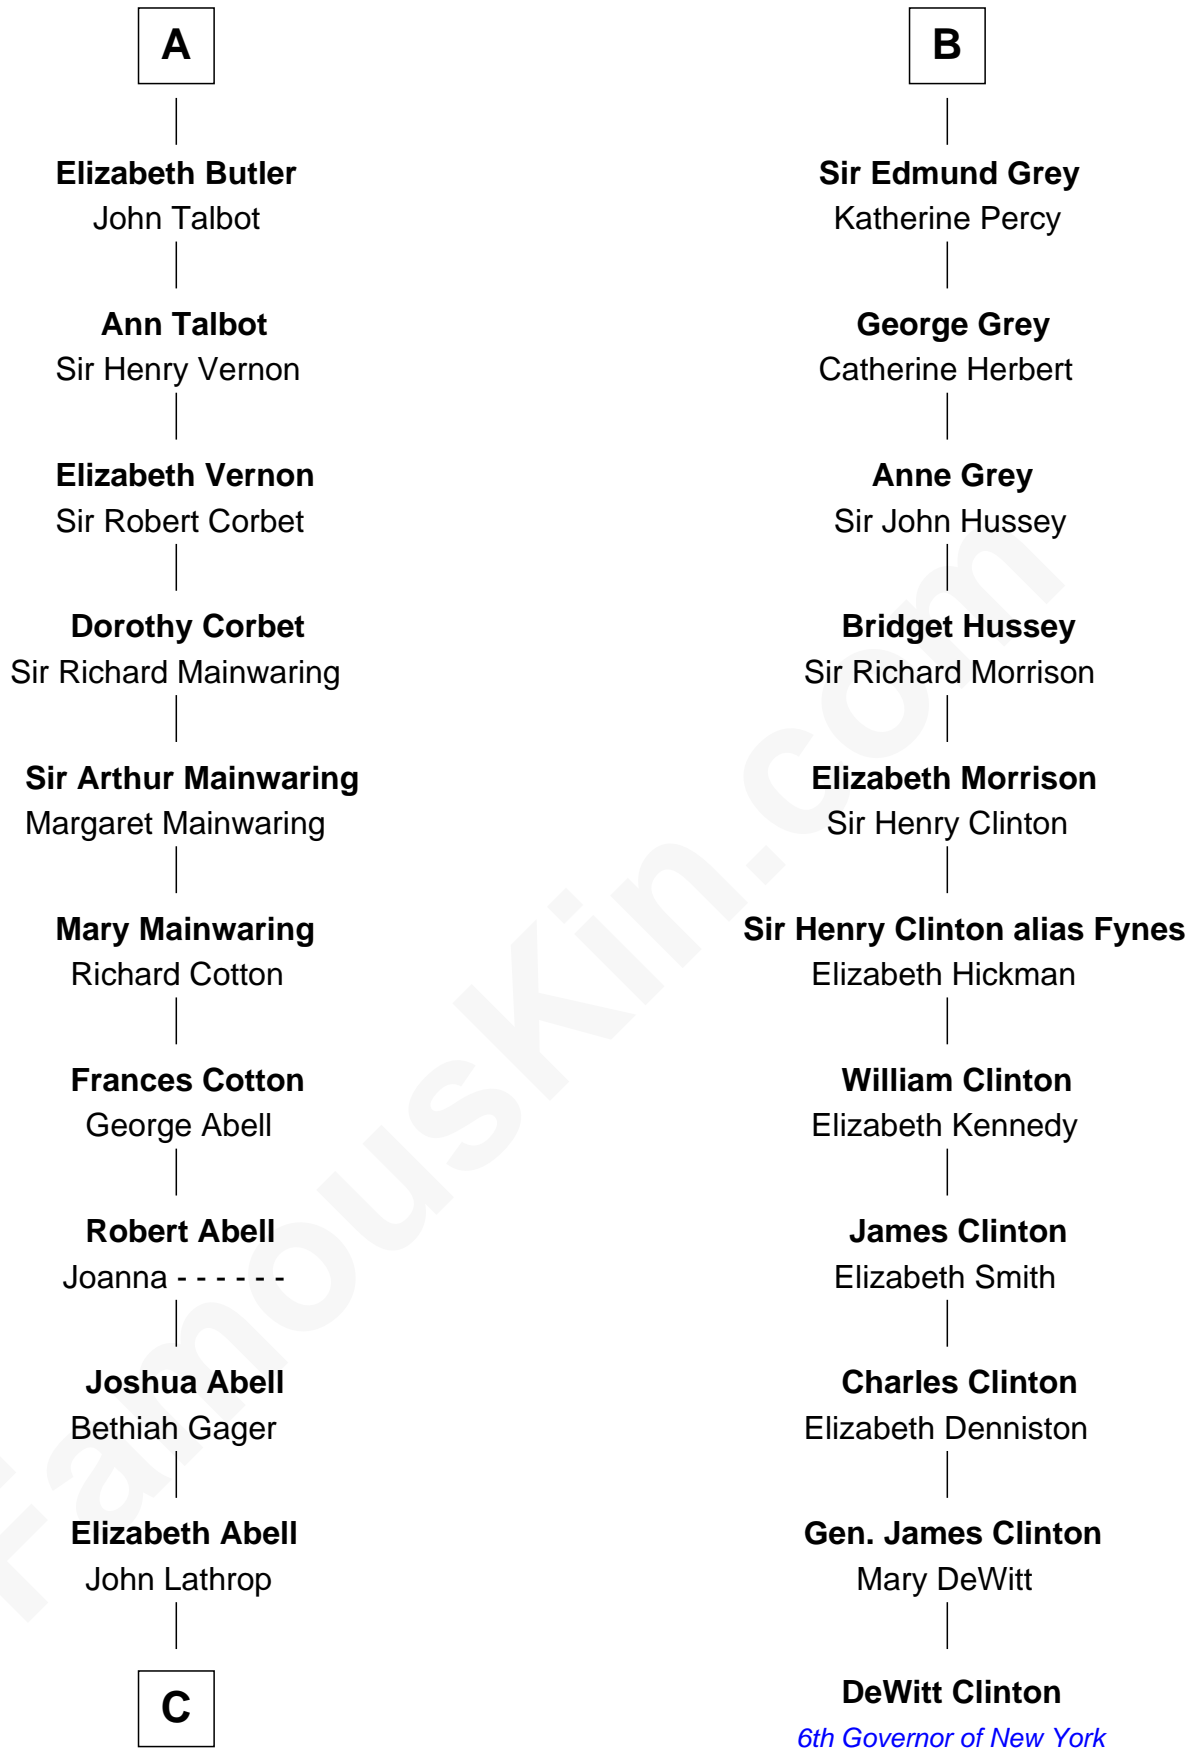 A
Elizabeth Butler
John Talbot
Ann Talbot
Sir Henry Vernon
Elizabeth Vernon
Sir Robert Corbet
Dorothy Corbet
Sir Richard Mainwaring
Sir Arthur Mainwaring
Margaret Mainwaring
Mary Mainwaring
Richard Cotton
Frances Cotton
George Abell
Robert Abell
Joanna - - - - - -
Joshua Abell
Bethiah Gager
Elizabeth Abell
John Lathrop
C
B
Sir Edmund Grey
Katherine Percy
George Grey
Catherine Herbert
Anne Grey
Sir John Hussey
Bridget Hussey
Sir Richard Morrison
Elizabeth Morrison
Sir Henry Clinton
Sir Henry Clinton alias Fynes
Elizabeth Hickman
William Clinton
Elizabeth Kennedy
James Clinton
Elizabeth Smith
Charles Clinton
Elizabeth Denniston
Gen. James Clinton
Mary DeWitt
DeWitt Clinton
6th Governor of New York
FamousKin.com